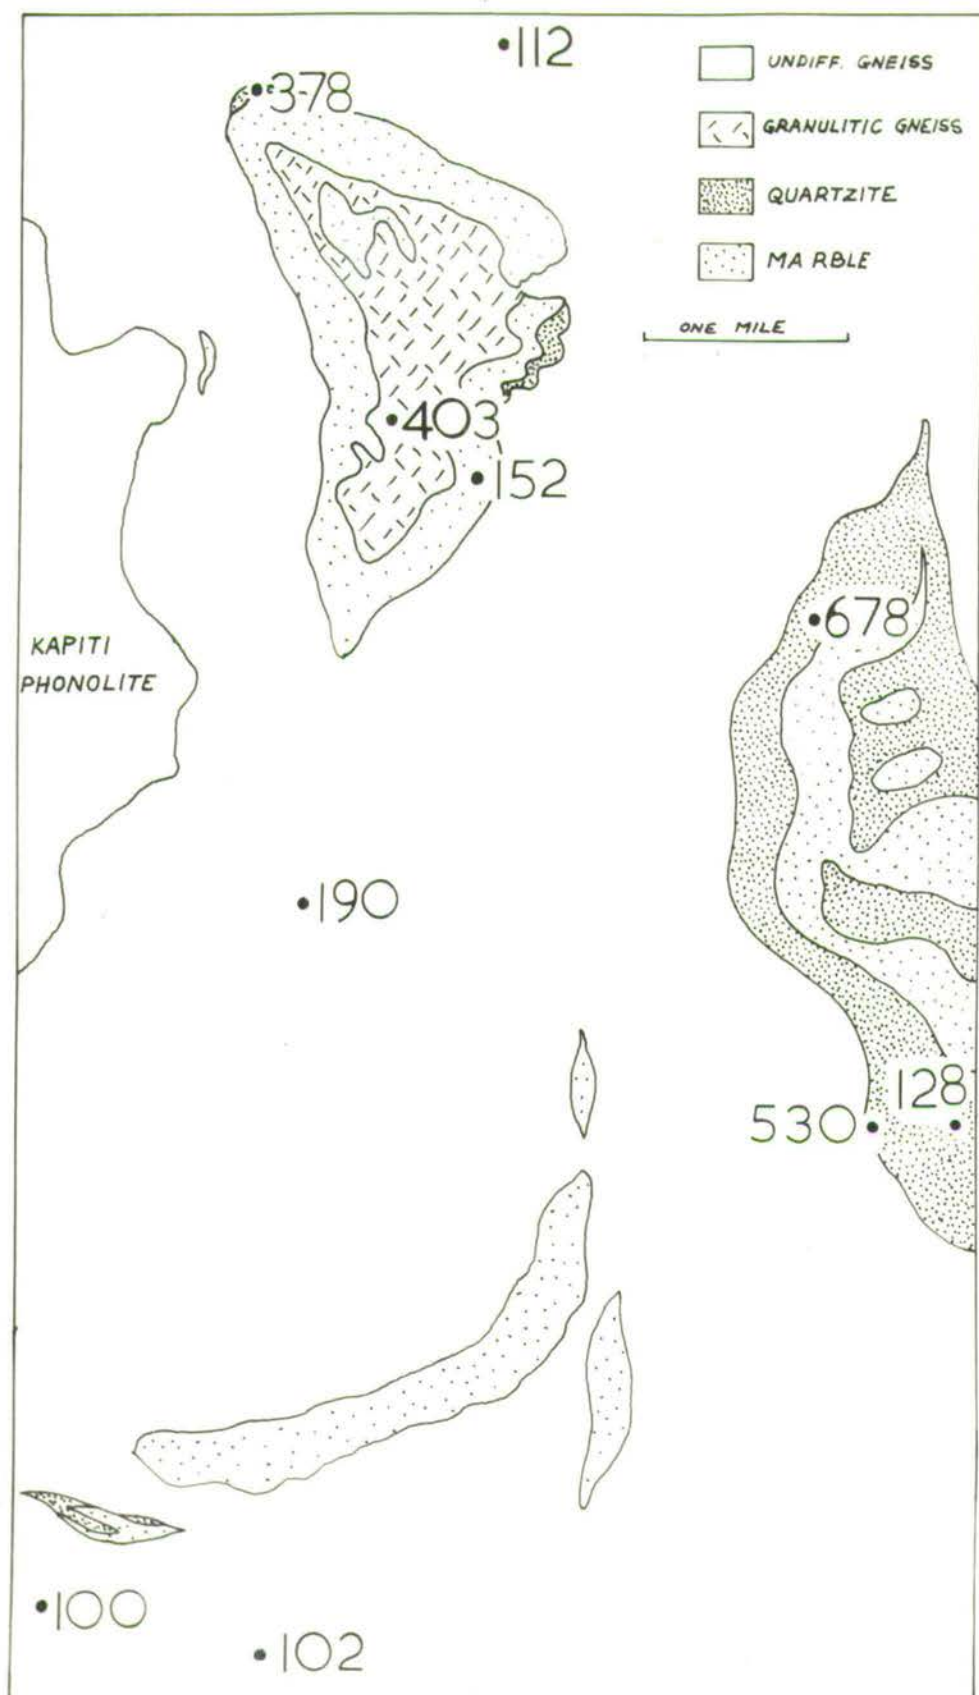 112
378
UNDIFF. GNEISS
GRANULITIC GNEISS
QUARTZITE
MARBLE
ONE MILE
403
152
678
KAPITI
PHONOLITE
190
128
530
100
102